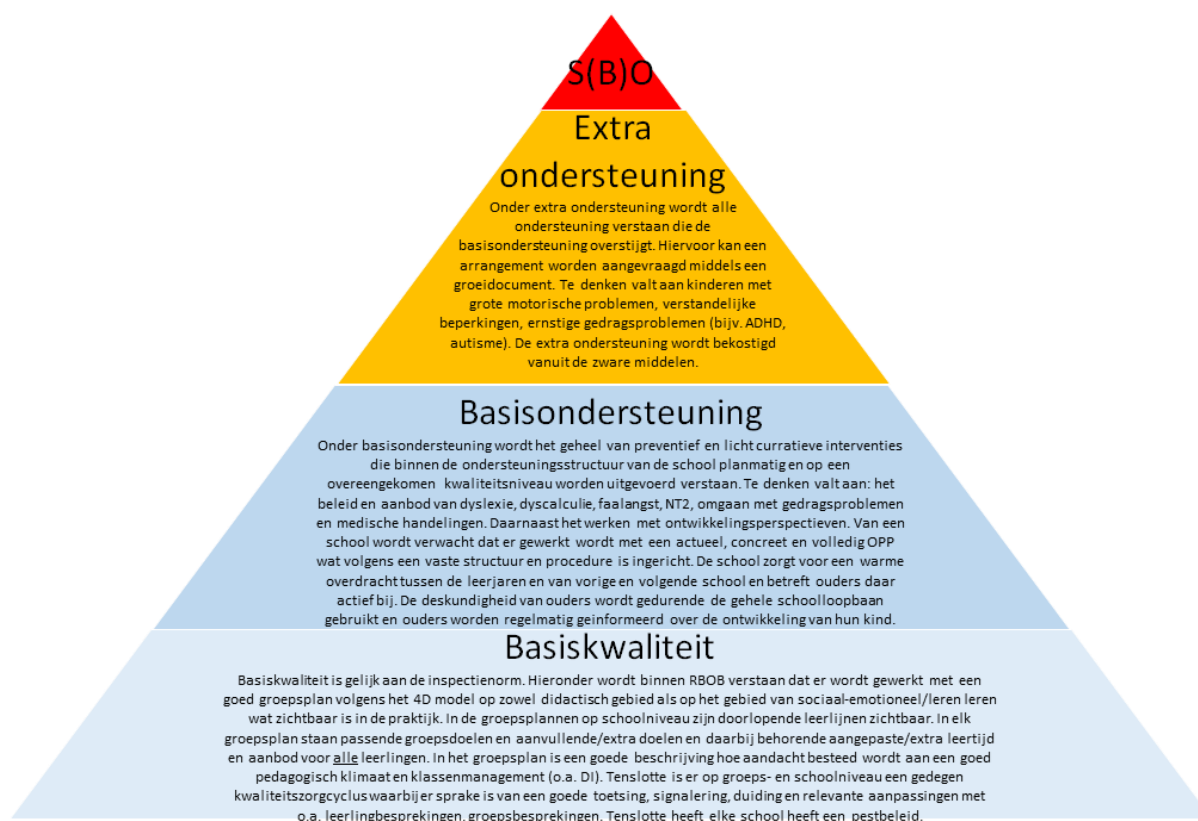 S(B)O
Extra
ondersteuning
Onder extra ondersteuning wordt alle
ondersteuning verstaan die de
basisondersteuning overstijgt. Hiervoor kan een
arrangement worden aangevraagd middels een
groeidocument. Te denken valt aan kinderen met
grote motorische problemen, verstandelijke
beperkingen, ernstige gedragsproblemen (bijv. ADHD,
autisme). De extra ondersteuning wordt bekostigd
vanuit de zware middelen.
Basisondersteuning
Onder basisondersteuning wordt het geheel van preventief en licht curratieve interventies
die binnen de ondersteuningsstructuur van de school planmatig en op een
overeengekomen kwaliteitsniveau worden uitgevoerd verstaan. Te denken valt aan: het
beleid en aanbod van dyslexie, dyscalculie, faalangst, NT2, omgaan met gedragsproblemen
en medische handelingen. Daarnaast het werken met ontwikkelingsperspectieven. Van een
school wordt verwacht dat er gewerkt wordt met een actueel, concreet en volledig OPP
wat volgens een vaste structuur en procedure is ingericht. De school zorgt voor een warme
overdracht tussen de leerjaren en van vorige en volgende school en betreft ouders daar
actief bij. De deskundigheid van ouders wordt gedurende de gehele schoolloopbaan
gebruikt en ouders worden regelmatig geinformeerd over de ontwikkeling van hun kind.
Basiskwaliteit
Basiskwaliteit is gelijk aan de inspectienorm. Hieronder wordt binnen RBOB verstaan dat er wordt gewerkt met een
goed groepsplan volgens het 4D model op zowel didactisch gebied als op het gebied van sociaal-emotioneel/leren leren
wat zichtbaar is in de praktijk. In de groepsplannen op schoolniveau zijn doorlopende leerlijnen zichtbaar. In elk
groepsplan staan passende groepsdoelen en aanvullende/extra doelen en daarbij behorende aangepaste/extra leertijd
en aanbod voor alle leerlingen. In het groepsplan is een goede beschrijving hoe aandacht besteed wordt aan een goed
pedagogisch klimaat en klassenmanagement (o.a. DI). Tenslotte is er op groeps- en schoolniveau een gedegen
kwaliteitszorgcyclus waarbij er sprake is van een goede toetsing, signalering, duiding en relevante aanpassingen met
o.a. leerlingbesprekingen, groepsbesprekingen. Tenslotte heeft elke school heeft een pestbeleid.